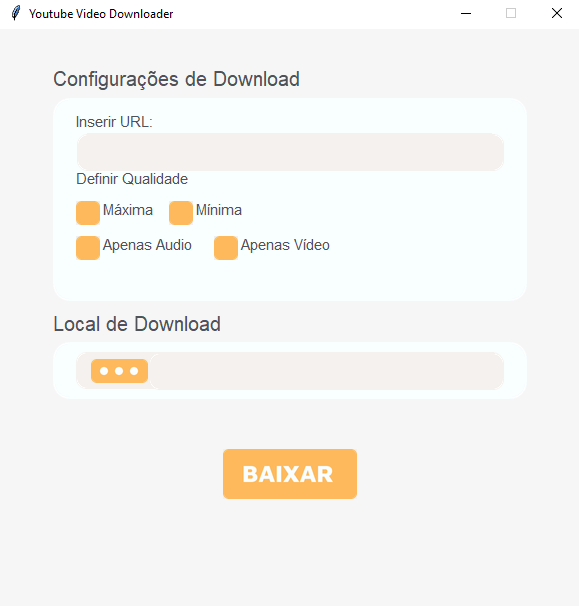 Youtube Video Downloader
Configurações de Download
Inserir URL:
Definir Qualidade
Máxima Mínima
Apenas Audio Apenas Vídeo
Local de Download
BAIXAR